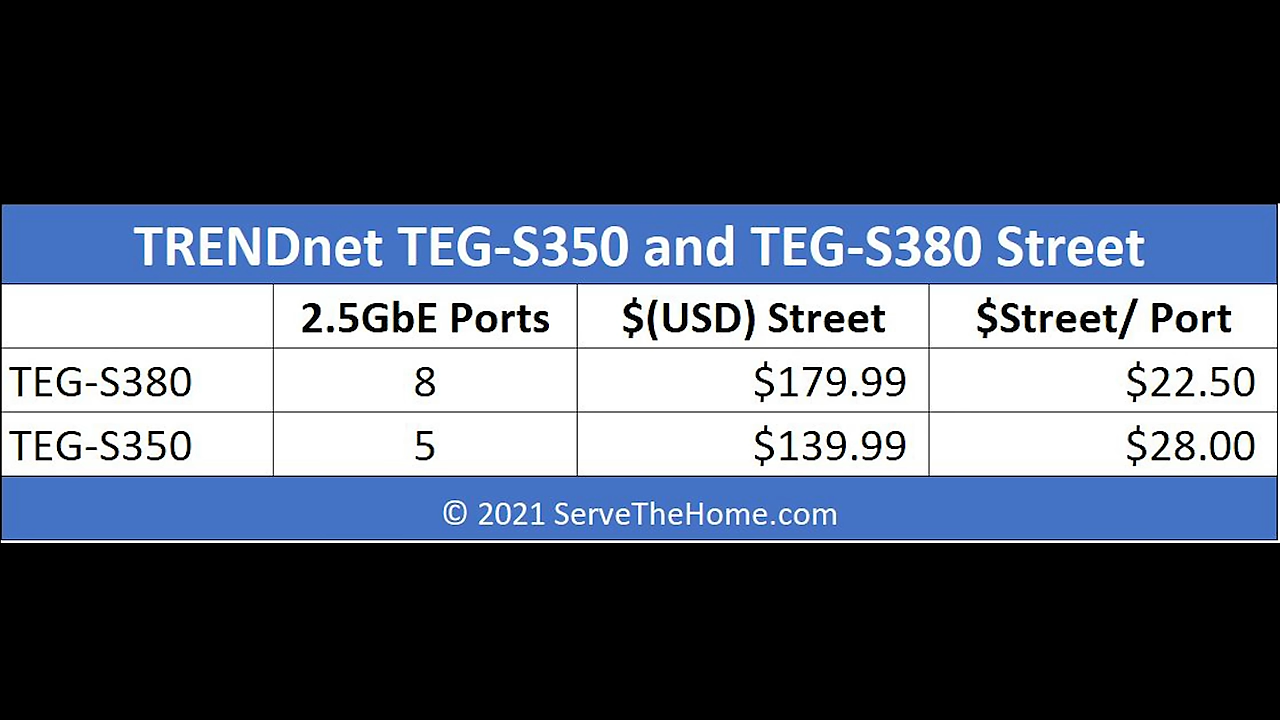 TRENDnet TEG-S350 and TEG-S380 Street
2.5GbE Ports $(USD) Street $Street/ Port
TEG-S380 8 $179.99 $22.50
TEG-S350 5 $139.99 $28.00
© 2021 ServeTheHome.com